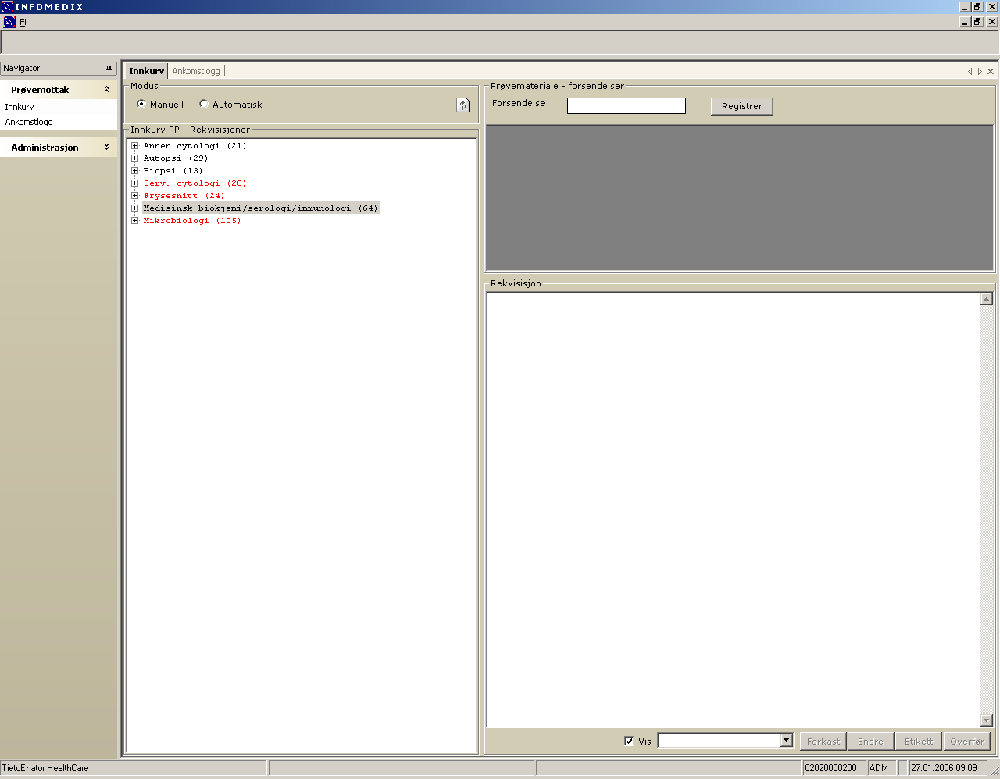 INFOMEDIX
Fil
Navigator
Prøvemottak
Innkurv
Ankomstlogg
Administrasjon
Innkurv Ankomstlogg
Modus
Manuell Automatisk
Innkurv PP - Rekvisisjoner
Annen cytologi (21)
Autopsi (29)
Biopsi (13)
Cerv. cytologi (28)
Frysesnitt (24)
Medisinsk biokjemi/serologi/immunologi (64)
Mikrobiologi (105)
Prøvemateriale - forsendelser
Forsendelse Registrer
Rekvisisjon
Vis Forkast Endre Etikett Overfør
TietoEnator HealthCare 02020000200 ADM 27.01.2006 09:09